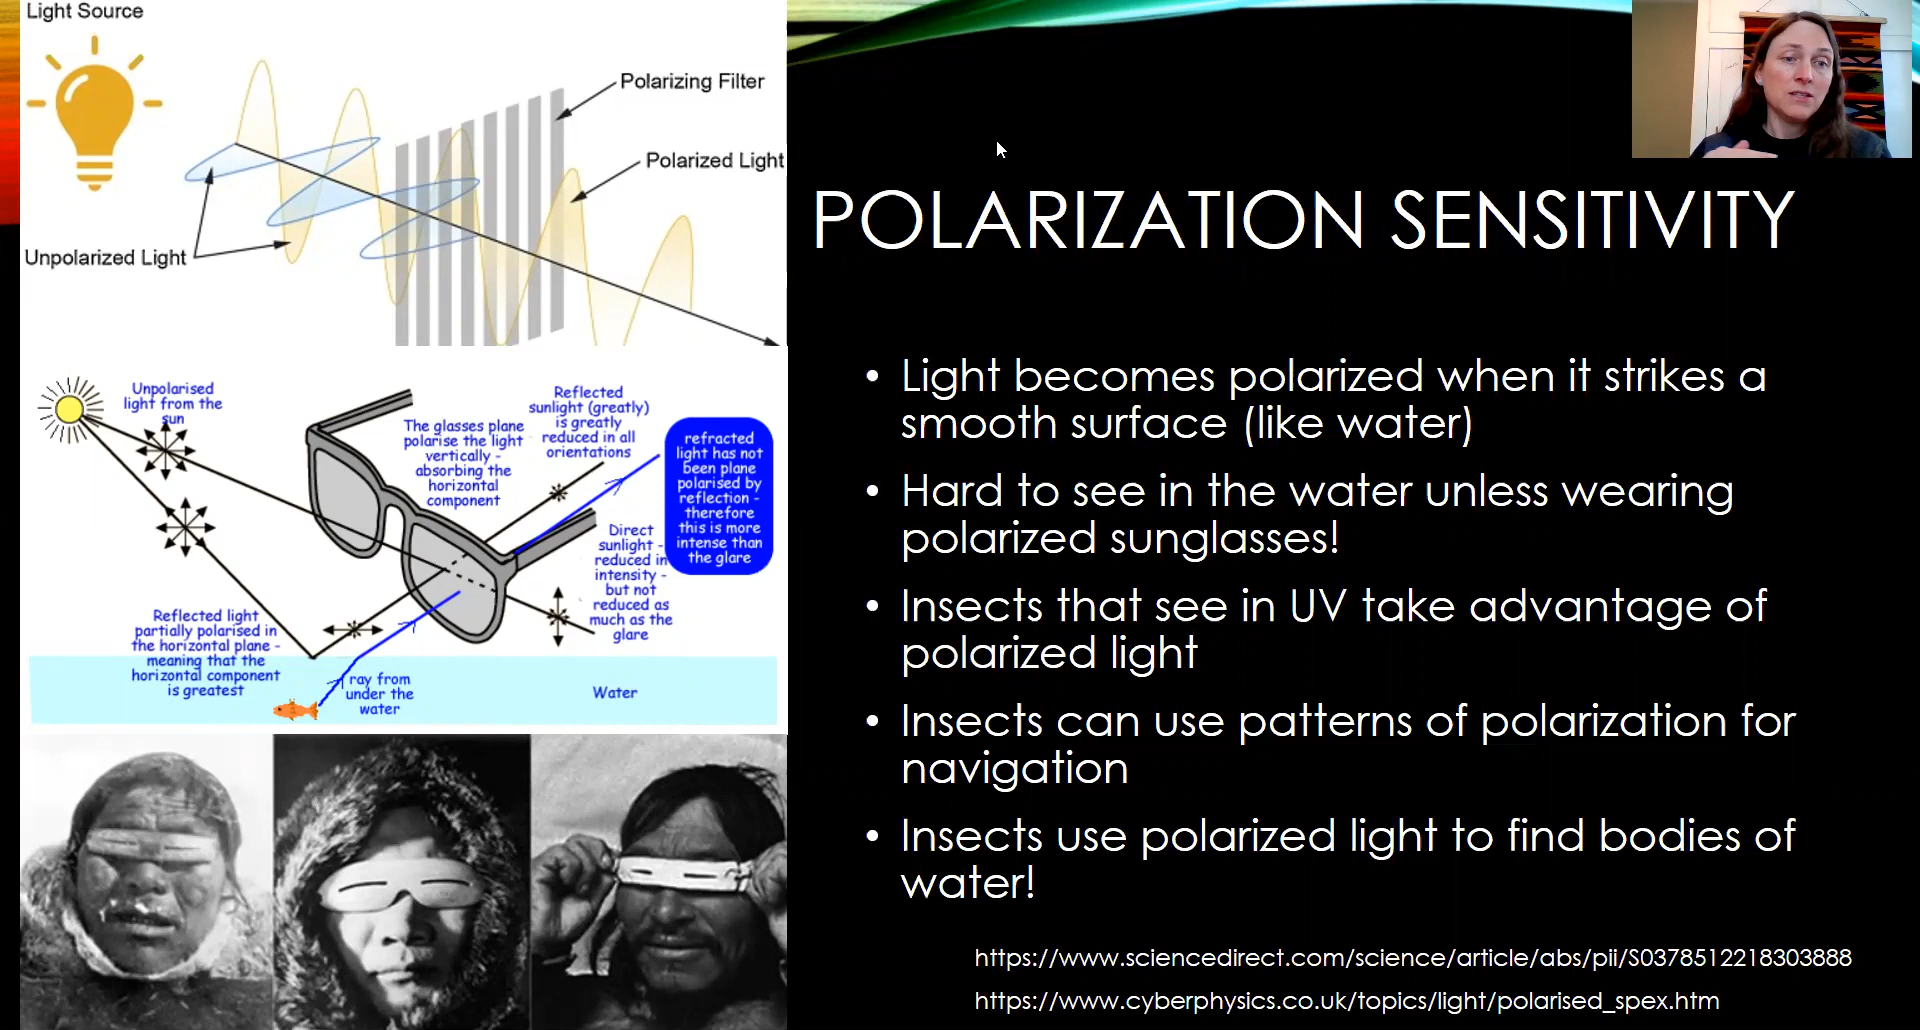 Light Source
Polarizing Filter
Polarized Light
Unpolarized Light
POLARIZATION SENSITIVITY
Unpolarised
light from the
sun
The glasses plane
polarise the light
vertically -
absorbing the
horizontal
component
Reflected
sunlight (greatly)
is greatly
reduced in all
orientations
refracted
light has not
been plane
polarised by
reflection -
therefore
this is more
intense than
the glare
Direct
sunlight -
reduced in
intensity -
but not
reduced as
much as the
glare
Reflected light
partially polarised in
the horizontal plane -
meaning that the
horizontal component
is greatest
ray from
under the
water
Water
• Light becomes polarized when it strikes a
smooth surface (like water)
• Hard to see in the water unless wearing
polarized sunglasses!
• Insects that see in UV take advantage of
polarized light
• Insects can use patterns of polarization for
navigation
• Insects use polarized light to find bodies of
water!
https://www.sciencedirect.com/science/article/abs/pii/S0378512218303888
https://www.cyberphysics.co.uk/topics/light/polarised_spex.htm